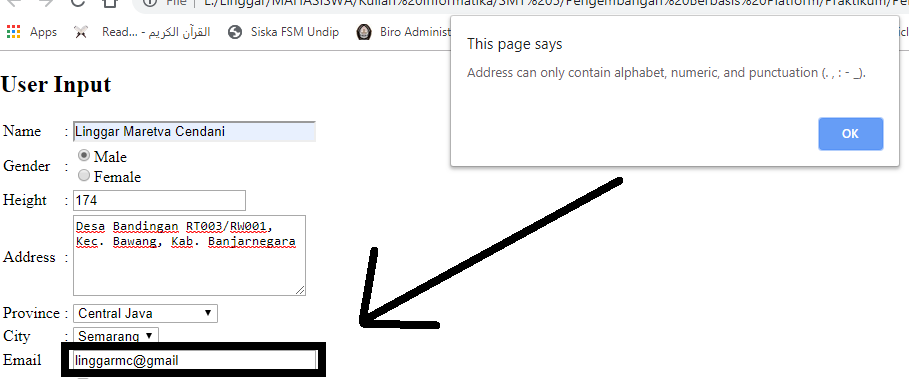 File | L:/Linggar/MAHASISWA/Kuliah%20Informatika/SMT%205/Pengembangan%20Berbasis%20Platform/Praktikum/Per
Apps
Read...
القرآن الكريم - ...
Siska FSM Undip
Biro Administ
This page says
Address can only contain alphabet, numeric, and punctuation (. , : - _).
OK
User Input
Name : Linggar Maretva Cendani
Gender : Male
Female
Height : 174
Address : Desa Bandingan RT003/RW001,
Kec. Bawang, Kab. Banjarnegara
Province : Central Java
City : Semarang
Email linggarmc@gmail